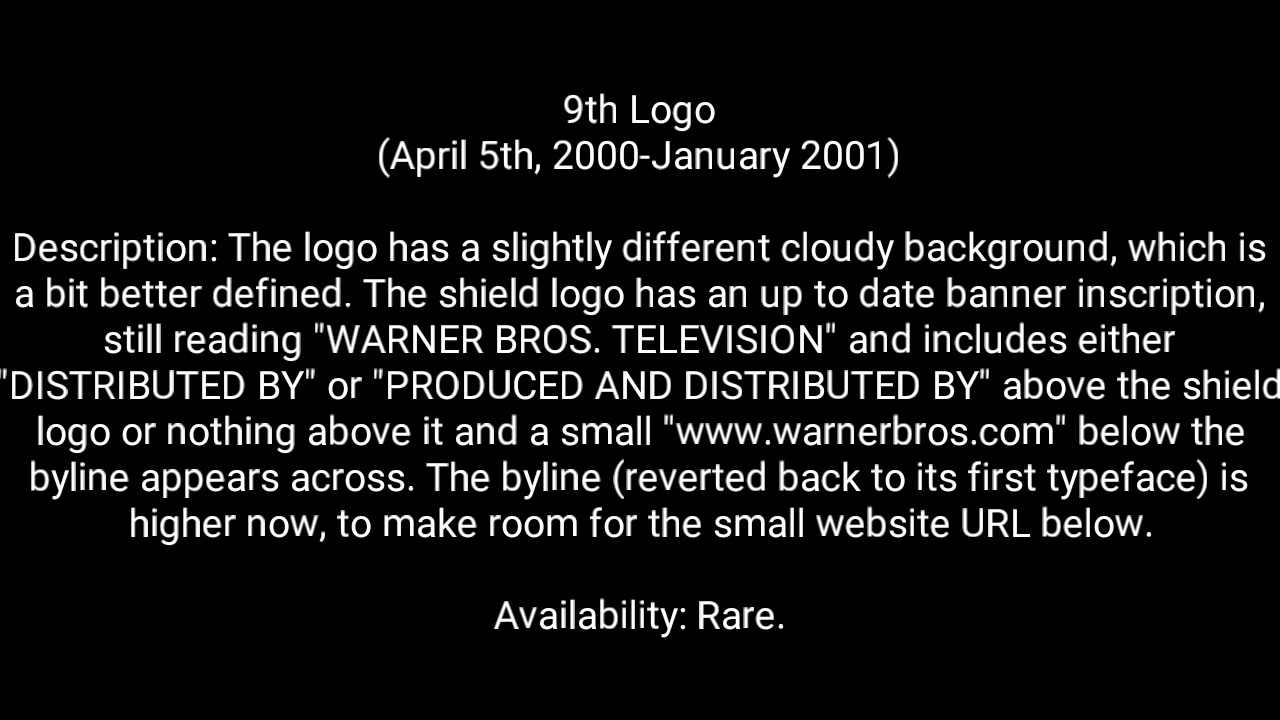 9th Logo
(April 5th, 2000-January 2001)
Description: The logo has a slightly different cloudy background, which is
a bit better defined. The shield logo has an up to date banner inscription,
still reading "WARNER BROS. TELEVISION" and includes either
"DISTRIBUTED BY" or "PRODUCED AND DISTRIBUTED BY" above the shield
logo or nothing above it and a small "www.warnerbros.com" below the
byline appears across. The byline (reverted back to its first typeface) is
higher now, to make room for the small website URL below.
Availability: Rare.